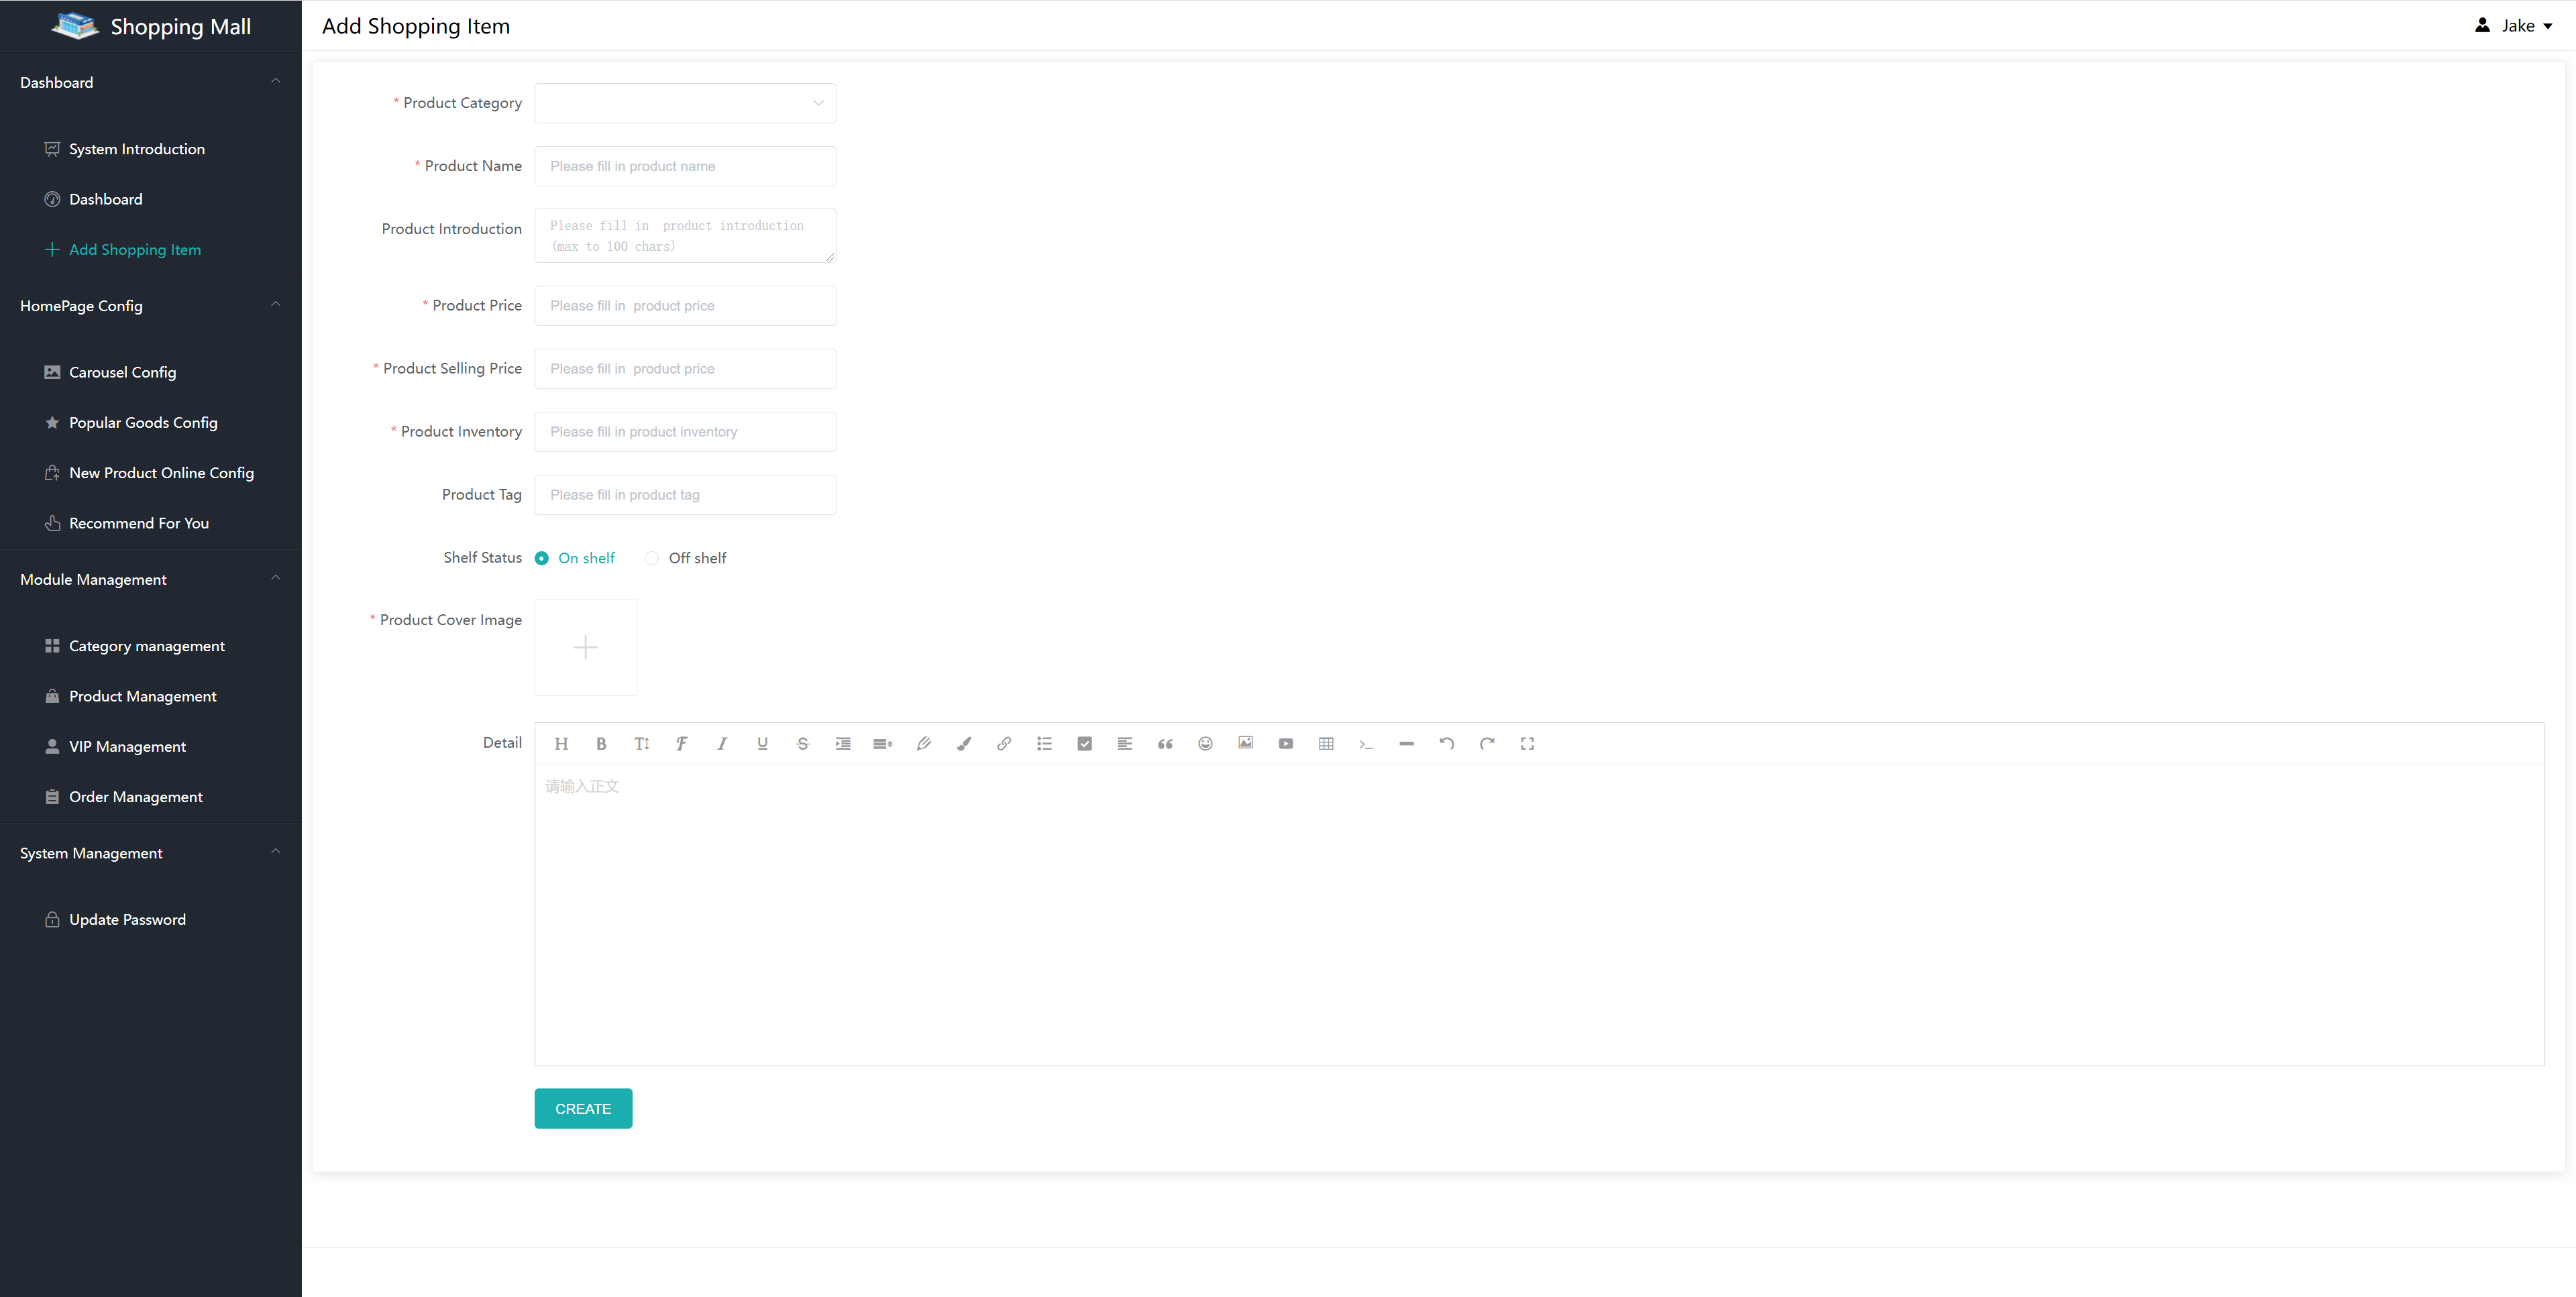 Shopping Mall
Add Shopping Item
Jake
Dashboard
System Introduction
Dashboard
Add Shopping Item
HomePage Config
Carousel Config
Popular Goods Config
New Product Online Config
Recommend For You
Module Management
Category management
Product Management
VIP Management
Order Management
System Management
Update Password
* Product Category
* Product Name
Please fill in product name
Product Introduction
Please fill in  product introduction
(max to 100 chars)
* Product Price
Please fill in  product price
* Product Selling Price
Please fill in  product price
* Product Inventory
Please fill in product inventory
Product Tag
Please fill in product tag
Shelf Status
On shelf
Off shelf
* Product Cover Image
Detail
请输入正文
CREATE